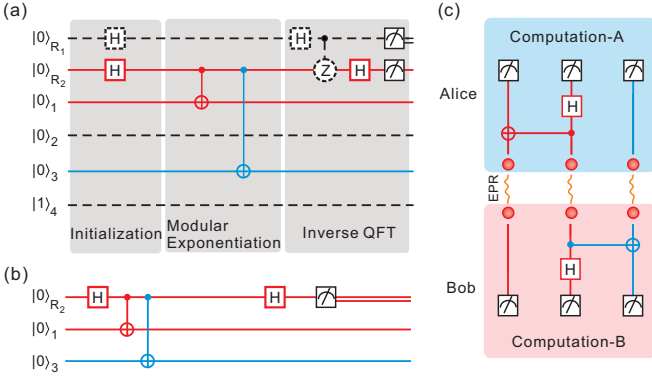 (a)
|0⟩R1 H H
|0⟩R2 H Z H
|0⟩1
|0⟩2
|0⟩3
|1⟩4
Initialization
Modular
Exponentiation
Inverse QFT
(b)
|0⟩R2 H H
|0⟩1
|0⟩3
(c)
Computation-A
Alice
H
EPR
H
Bob
Computation-B